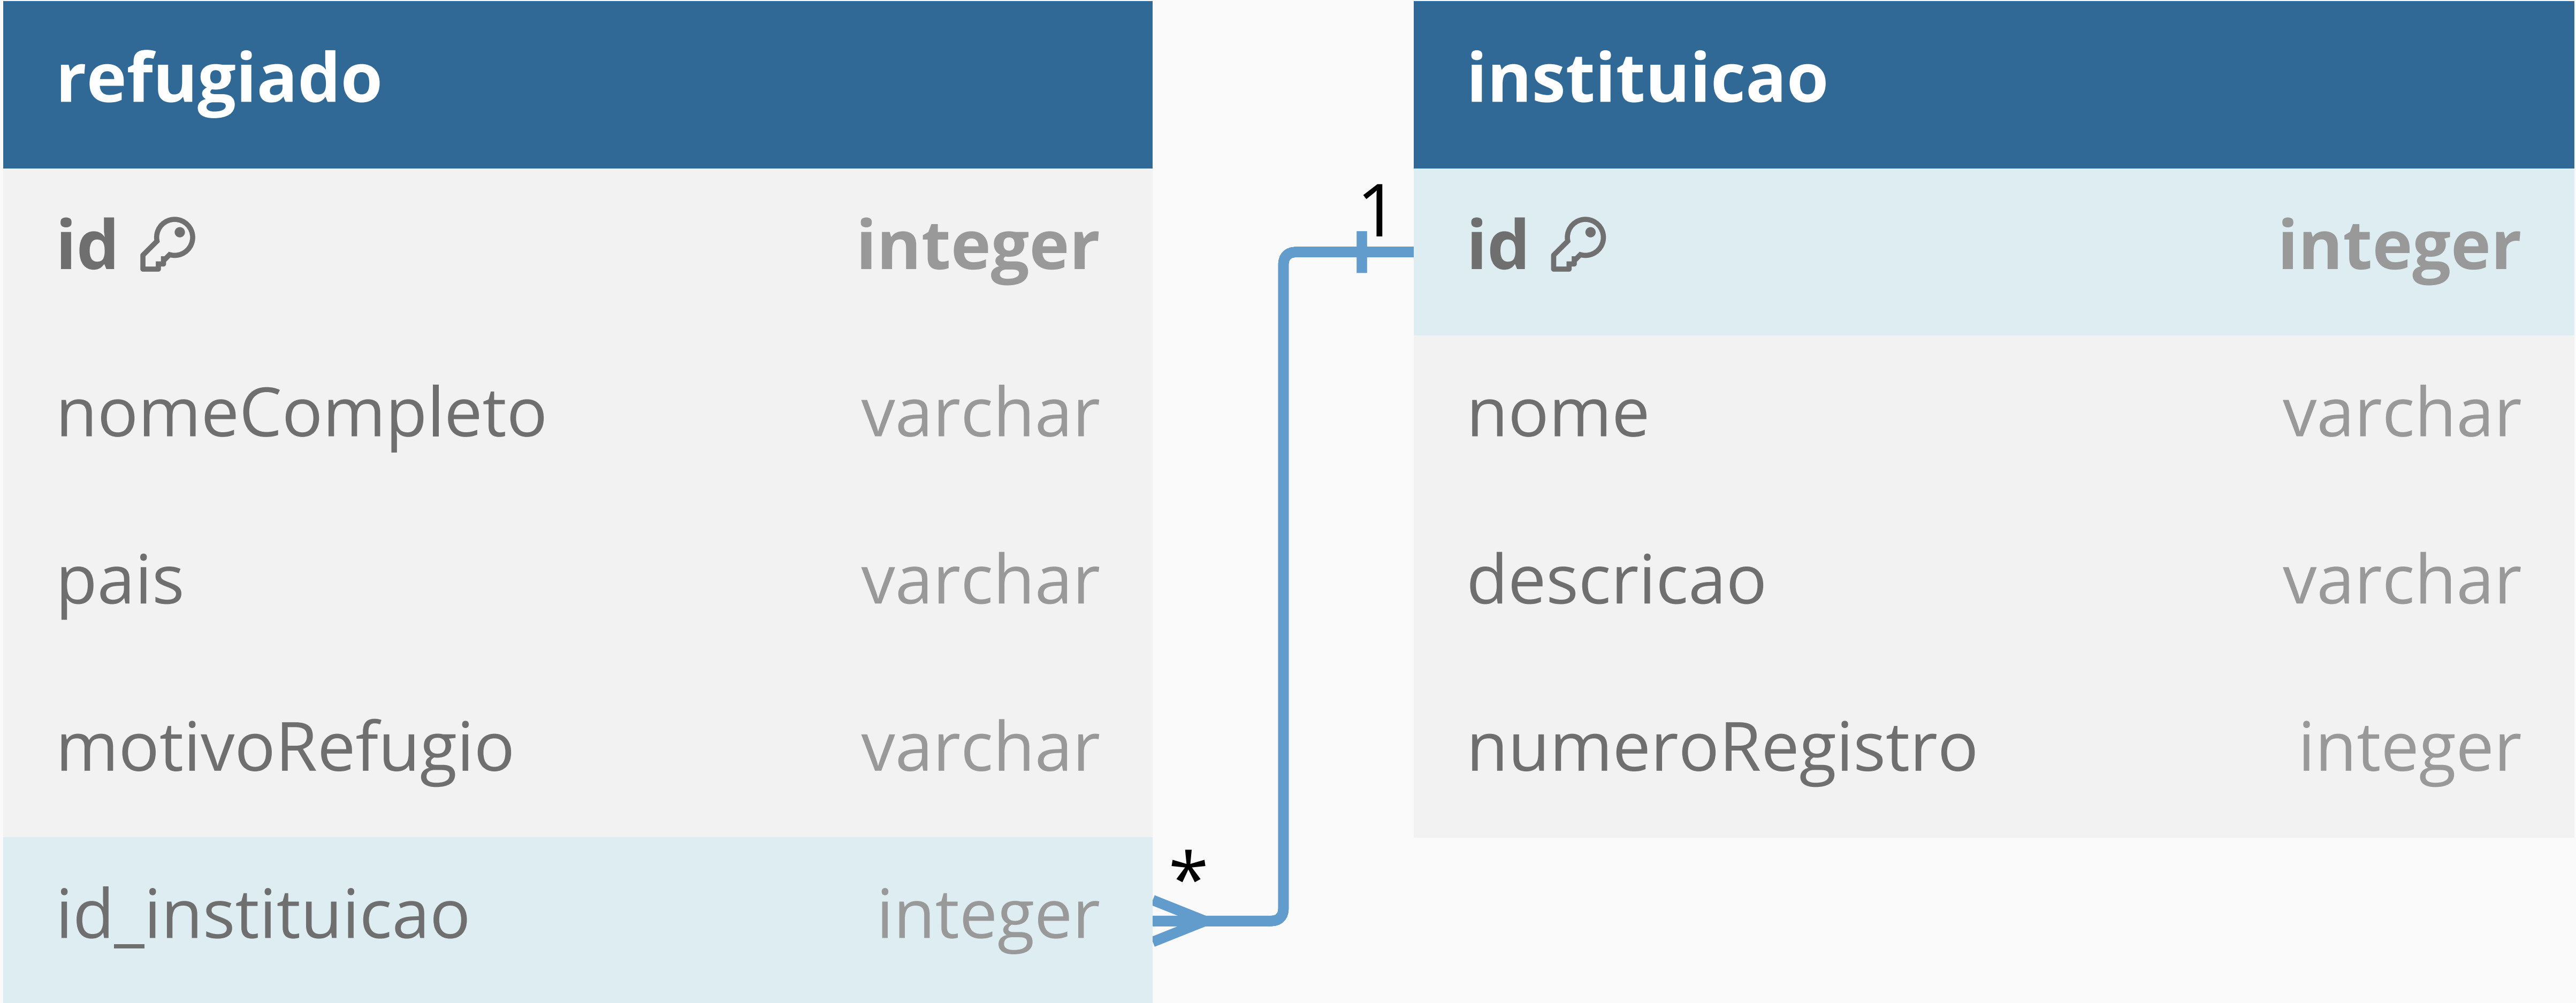 refugiado
id integer
nomeCompleto varchar
pais varchar
motivoRefugio varchar
id_instituicao integer
*
1
instituicao
id integer
nome varchar
descricao varchar
numeroRegistro integer